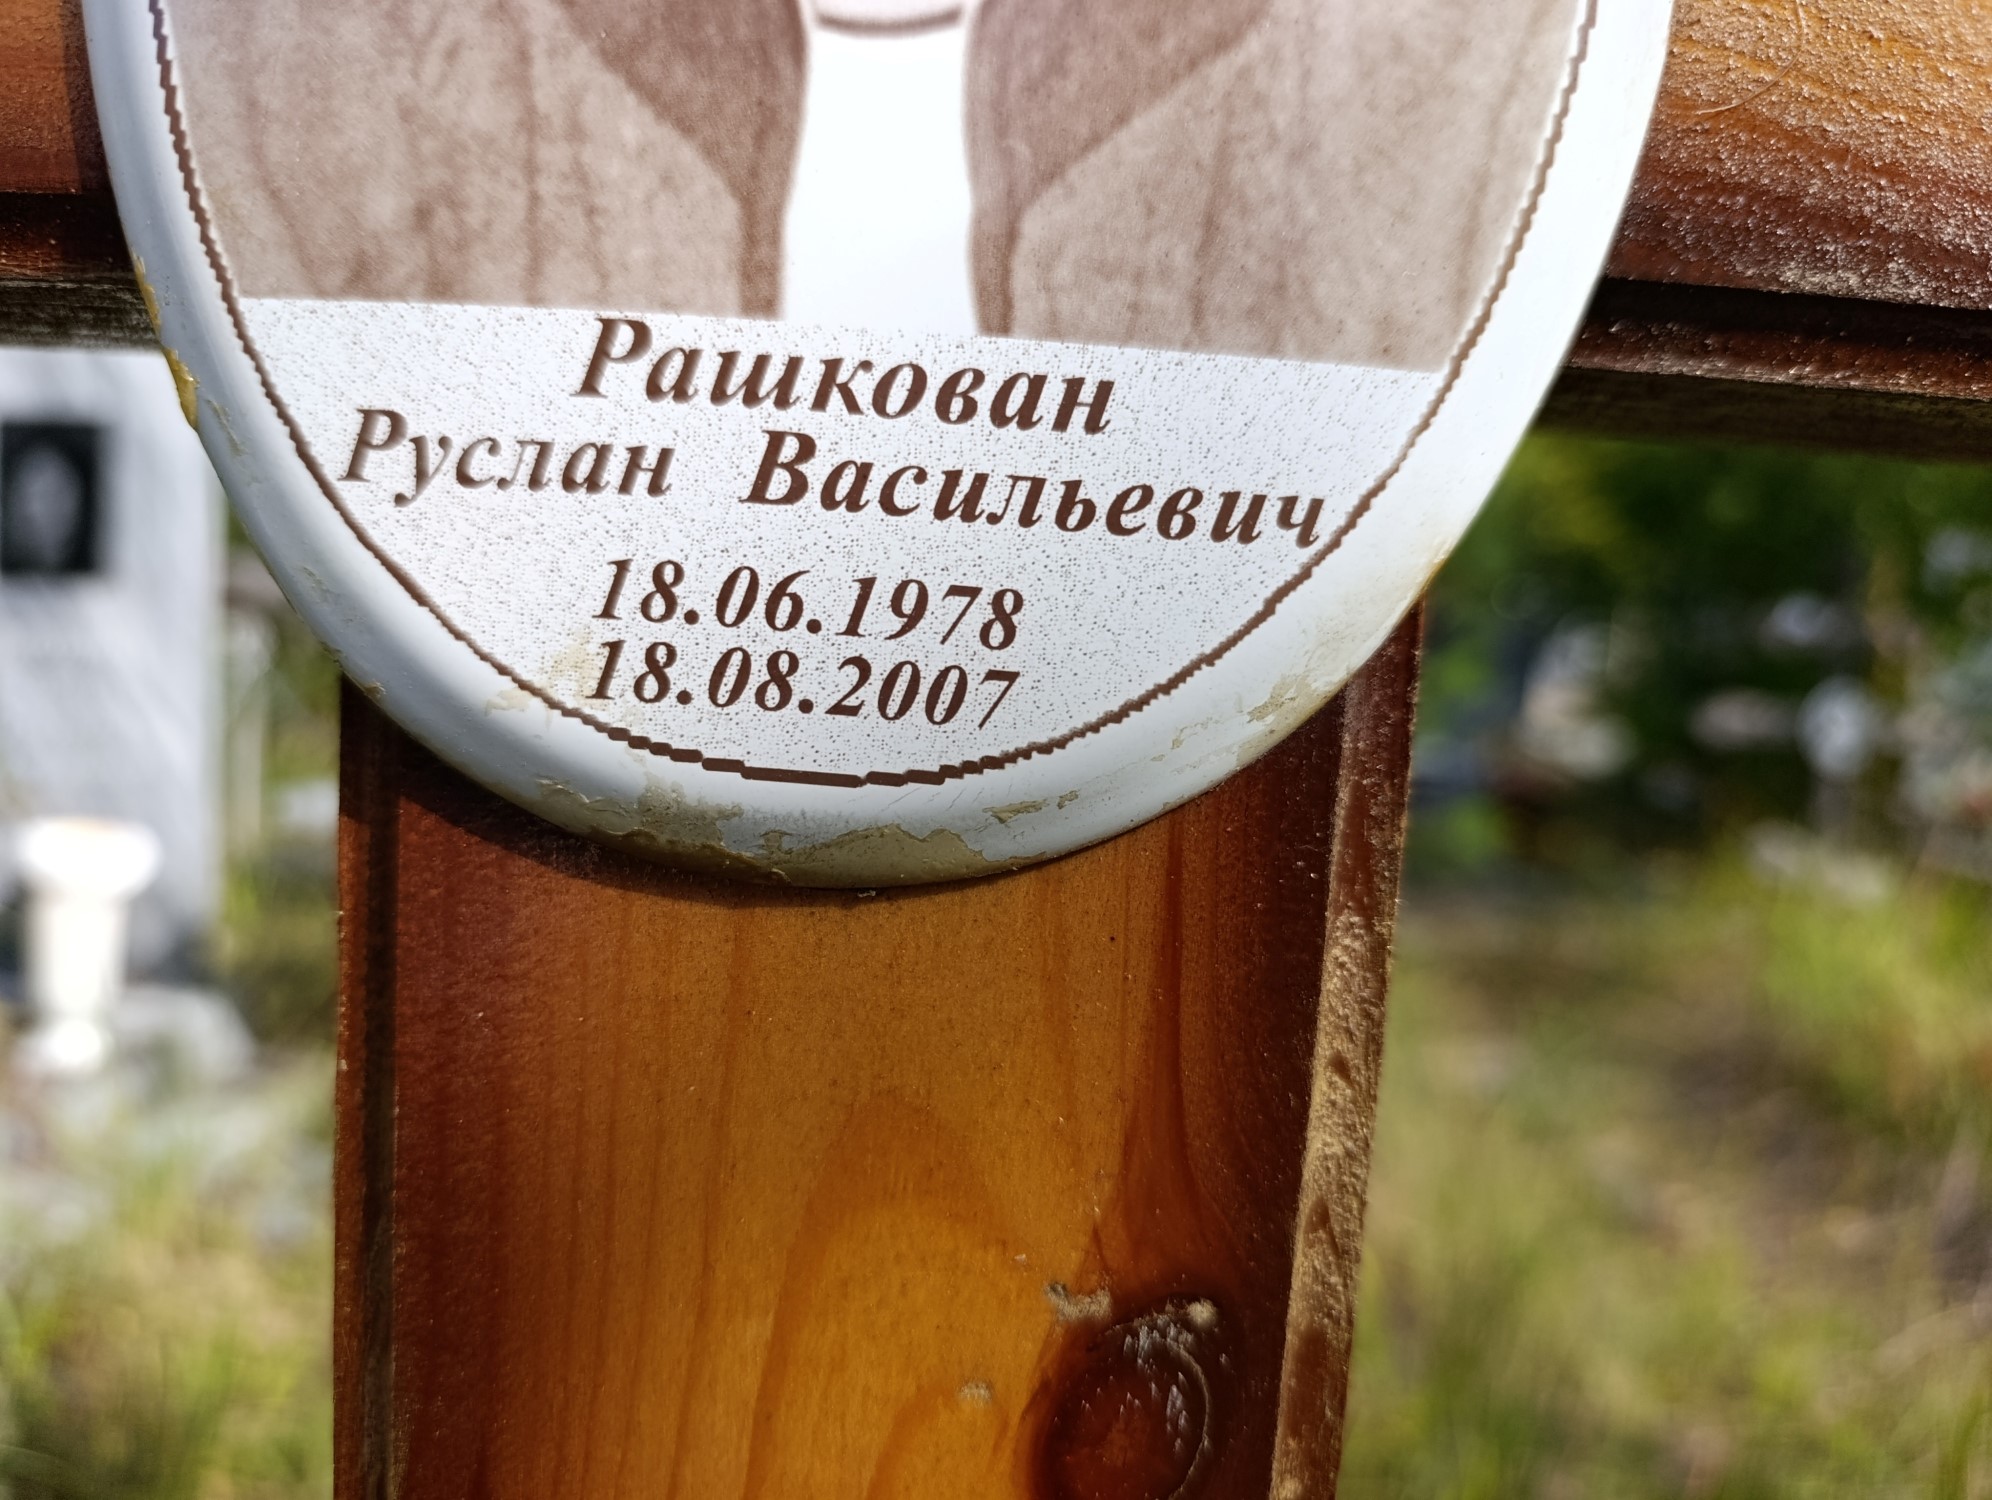 Рашкован
Руслан Васильевич
18.06.1978
18.08.2007